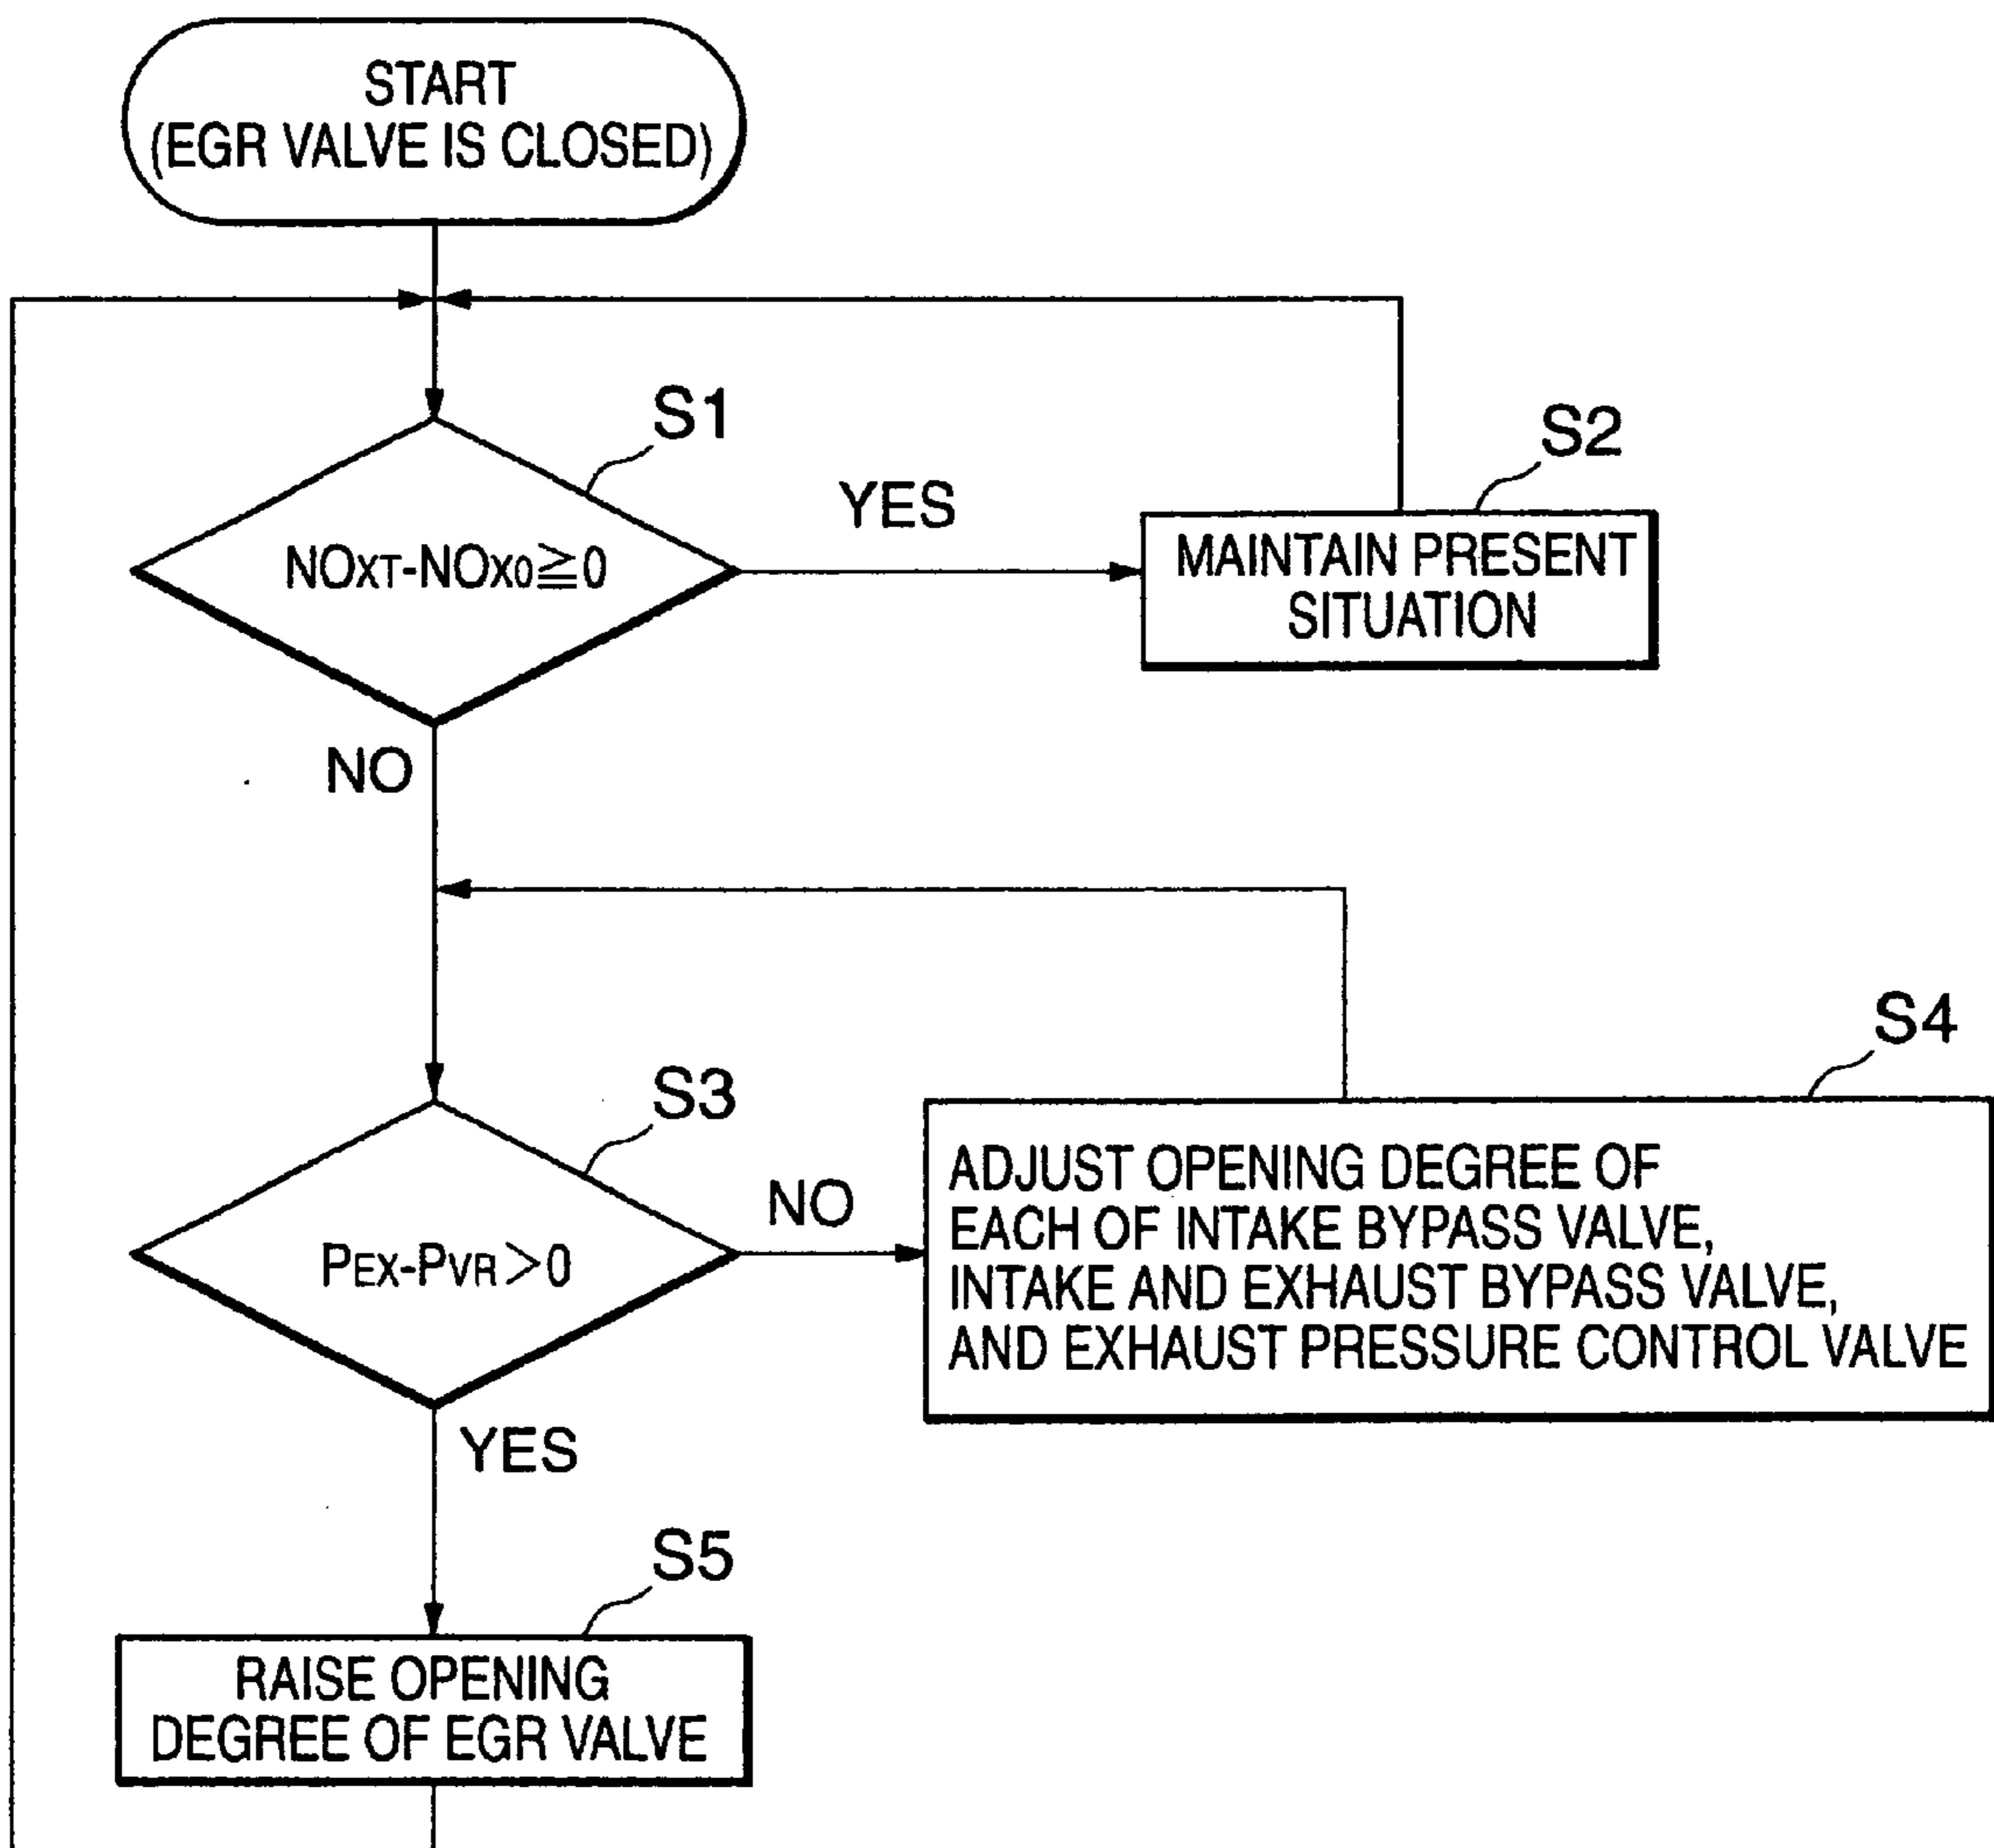 START
(EGR VALVE IS CLOSED)
S1
NOXT-NOX0≧0
YES
S2
MAINTAIN PRESENT
SITUATION
NO
S3
PEX-PVR>0
NO
S4
ADJUST OPENING DEGREE OF
EACH OF INTAKE BYPASS VALVE,
INTAKE AND EXHAUST BYPASS VALVE,
AND EXHAUST PRESSURE CONTROL VALVE
YES
S5
RAISE OPENING
DEGREE OF EGR VALVE